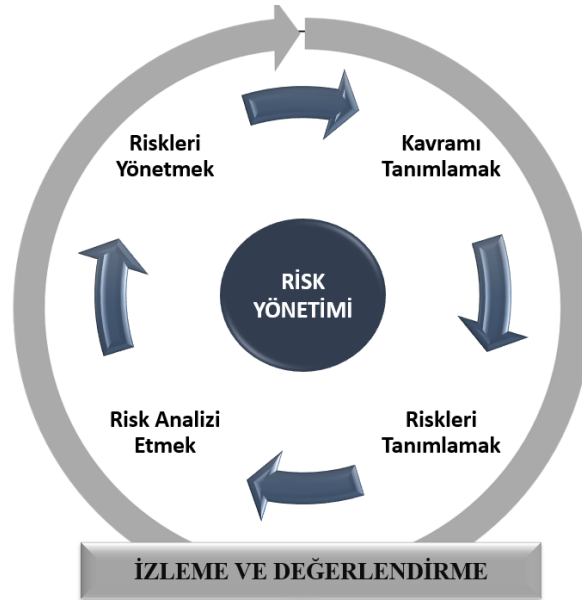 Riskleri
Yönetmek
Kavramı
Tanımlamak
RİSK
YÖNETİMİ
Risk Analizi
Etmek
Riskleri
Tanımlamak
İZLEME VE DEĞERLENDİRME